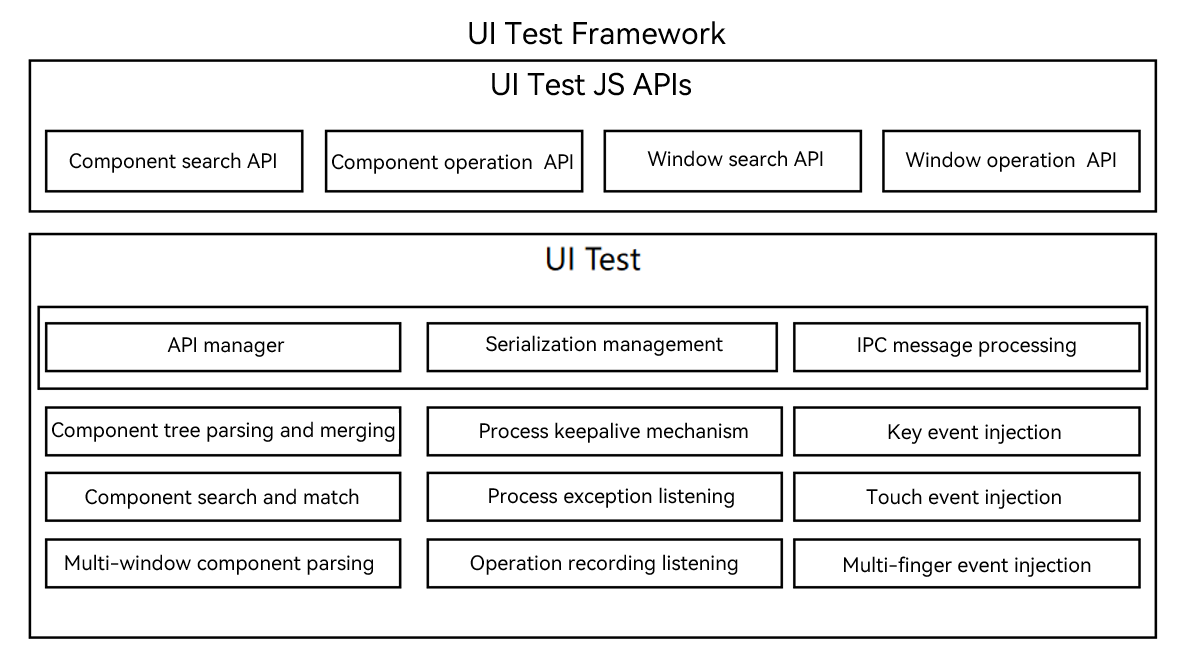 UI Test Framework
UI Test JS APIs
Component search API
Component operation  API
Window search API
Window operation  API
UI Test
API manager
Serialization management
IPC message processing
Component tree parsing and merging
Process keepalive mechanism
Key event injection
Component search and match
Process exception listening
Touch event injection
Multi-window component parsing
Operation recording listening
Multi-finger event injection